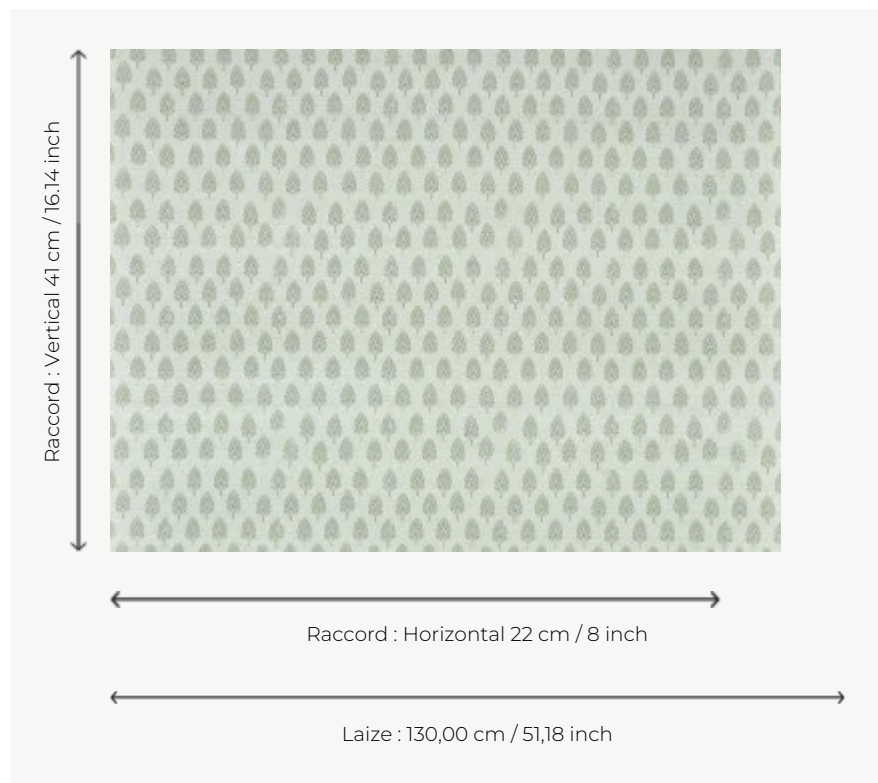 Raccord : Vertical 41 cm / 16.14 inch
Raccord : Horizontal 22 cm / 8 inch
Laize : 130,00 cm / 51,18 inch